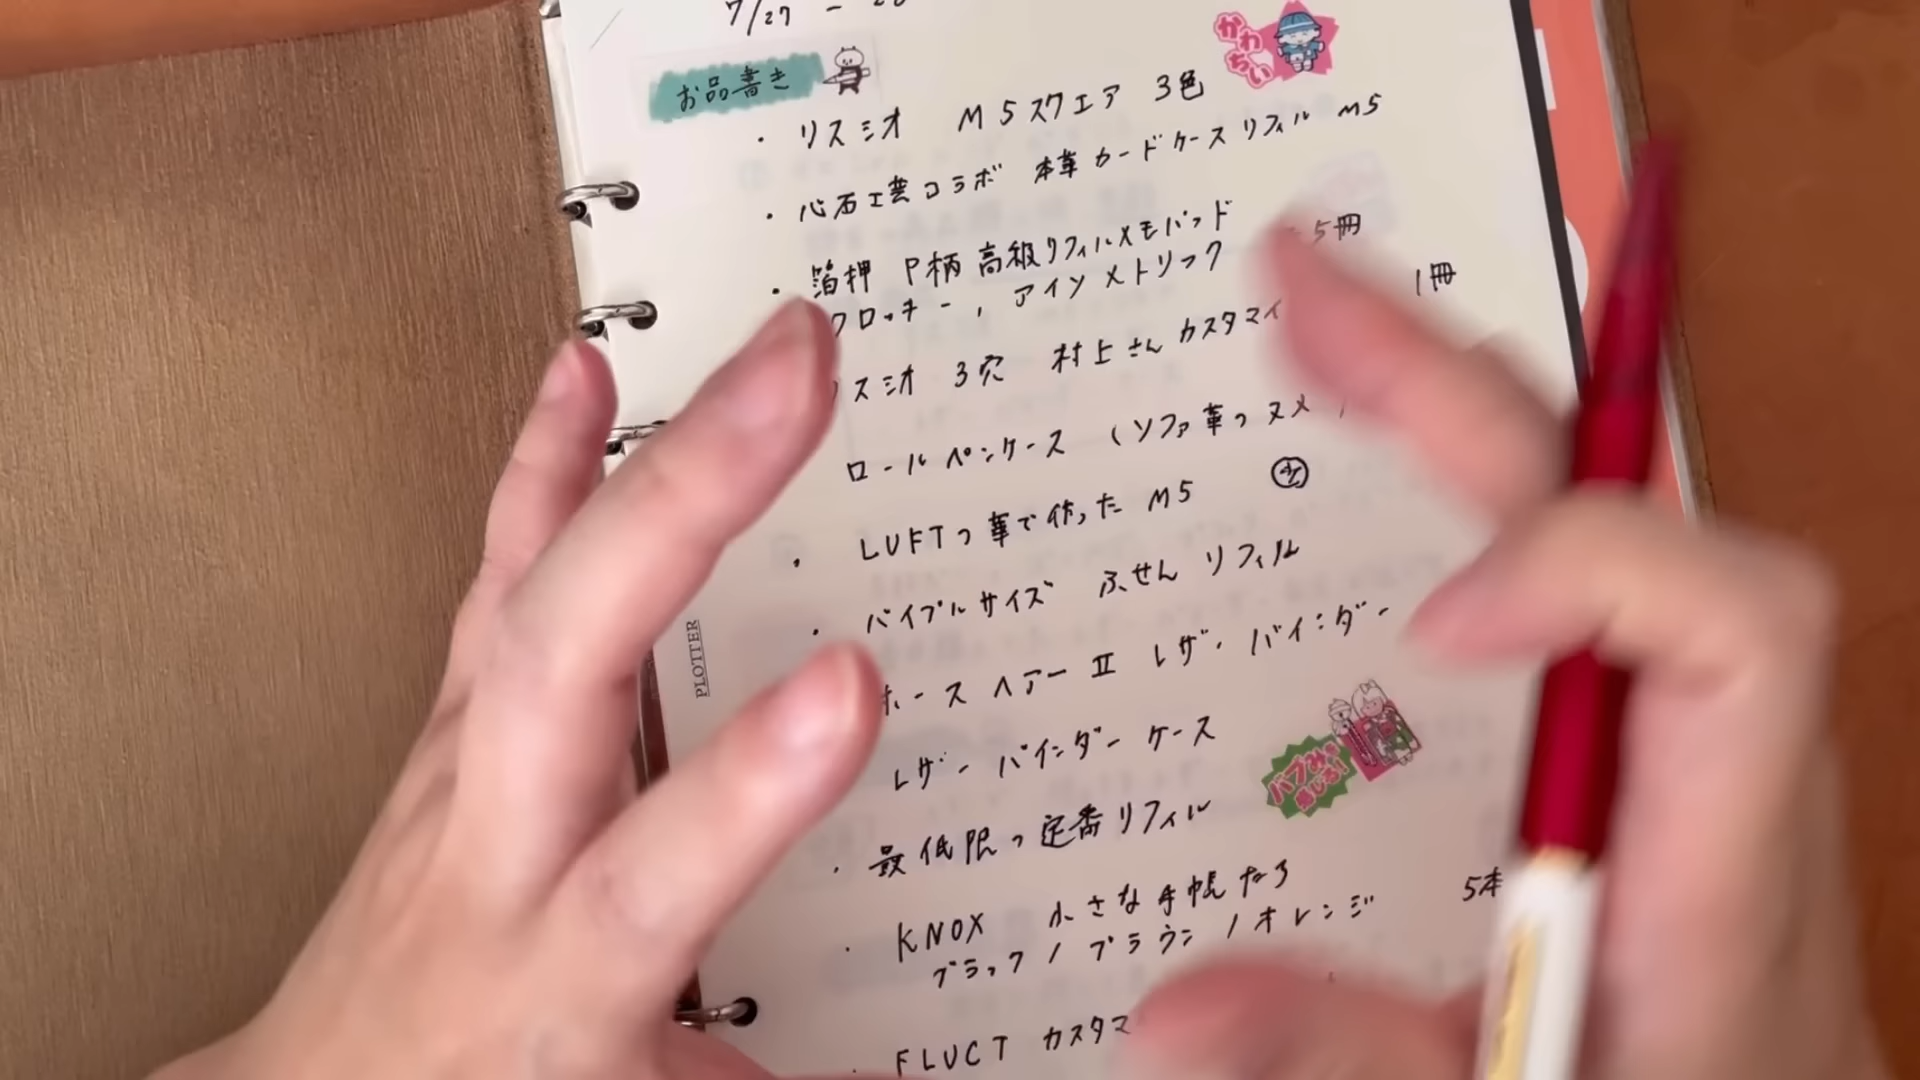 7/27 -
お品書き
かわちい
・リスシオ M5スクエア 3色
・心石工芸コラボ 本革カードケースリフィル M5
・箔押 P柄 高級リフィルメモパッド 5冊
クロッキー, アイソメトリック
スシオ 3穴 村上さん カスタマイ 1冊
ロールペンケース (ソファ革のヌメ
・LUFTの革で作った M5
・バイブルサイズ ふせん リフィル
ホースヘアーⅡ レザーバインダー
レザーバインダーケース
バブみを感じる!
・最低限の定番リフィル
・KNOX 小さな手帳だろ 5本
ブラック/ブラウン/オレンジ
・FLUCT カスタマ
PLOTTER